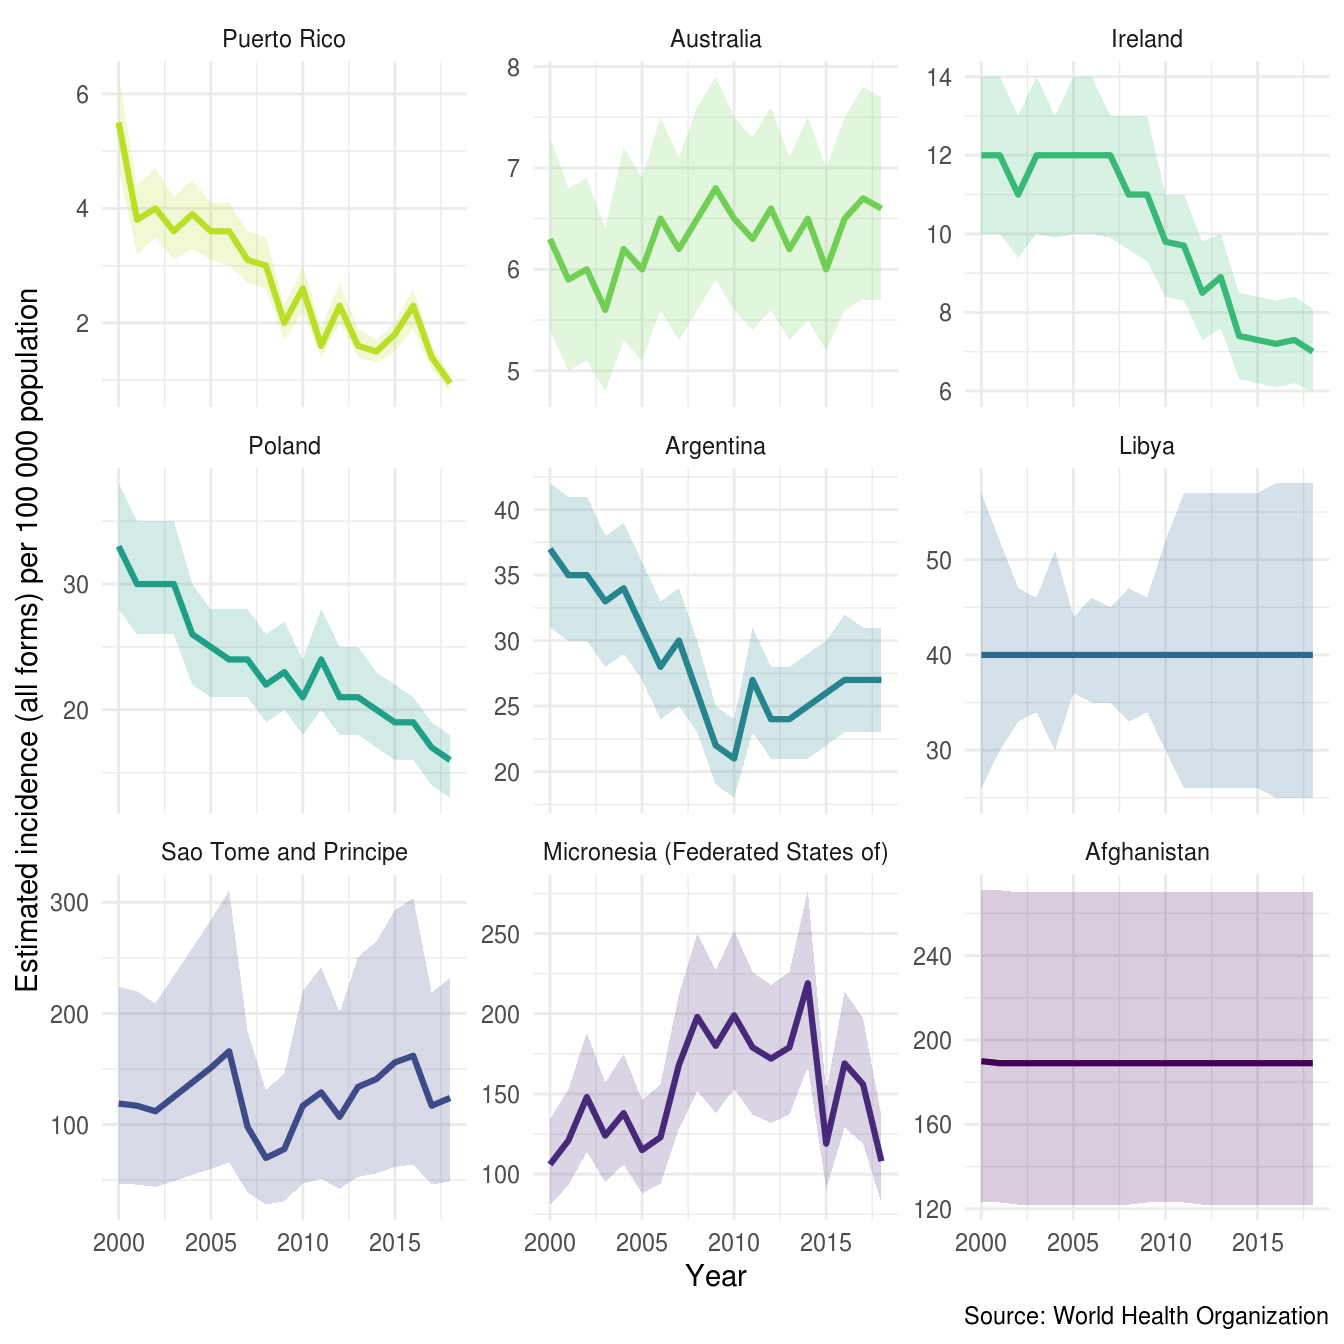 Puerto Rico
Australia
Ireland
6
4
2
8
7
6
5
14
12
10
8
6
Poland
Argentina
Libya
30
20
40
35
30
25
20
50
40
30
Sao Tome and Principe
Micronesia (Federated States of)
Afghanistan
300
200
100
250
200
150
100
240
200
160
120
2000 2005 2010 2015
2000 2005 2010 2015
2000 2005 2010 2015
Estimated incidence (all forms) per 100 000 population
Year
Source: World Health Organization